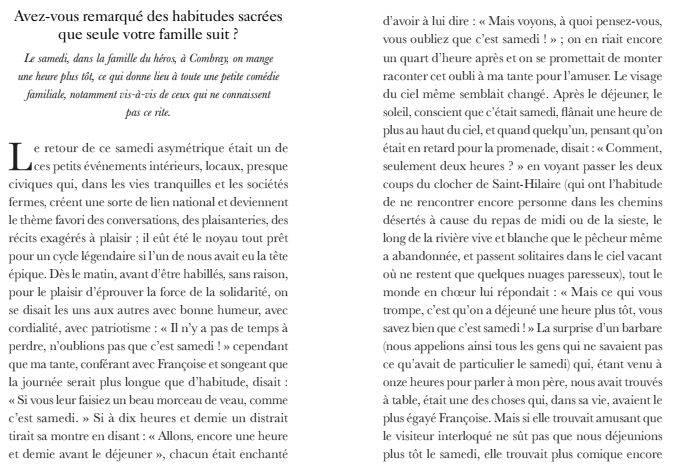 Avez-vous remarqué des habitudes sacrées
que seule votre famille suit ?
Le samedi, dans la famille du héros, à Combray, on mange
une heure plus tôt, ce qui donne lieu à toute une petite comédie
familiale, notamment vis-à-vis de ceux qui ne connaissent
pas ce rite.
Le retour de ce samedi asymétrique était un de
ces petits événements intérieurs, locaux, presque
civiques qui, dans les vies tranquilles et les sociétés
fermes, créent une sorte de lien national et deviennent
le thème favori des conversations, des plaisanteries, des
récits exagérés à plaisir ; il eût été le noyau tout prêt
pour un cycle légendaire si l'un de nous avait eu la tête
épique. Dès le matin, avant d'être habillés, sans raison,
pour le plaisir d'éprouver la force de la solidarité, on
se disait les uns aux autres avec bonne humeur, avec
cordialité, avec patriotisme : « Il n'y a pas de temps à
perdre, n'oublions pas que c'est samedi ! » cependant
que ma tante, conférant avec Françoise et songeant que
la journée serait plus longue que d'habitude, disait :
« Si vous leur faisiez un beau morceau de veau, comme
c'est samedi. » Si à dix heures et demie un distrait
tirait sa montre en disant : « Allons, encore une heure
et demie avant le déjeuner », chacun était enchanté
d'avoir à lui dire : « Mais voyons, à quoi pensez-vous,
vous oubliez que c'est samedi ! » ; on en riait encore
un quart d'heure après et on se promettait de monter
raconter cet oubli à ma tante pour l'amuser. Le visage
du ciel même semblait changé. Après le déjeuner, le
soleil, conscient que c'était samedi, flânait une heure de
plus au haut du ciel, et quand quelqu'un, pensant qu'on
était en retard pour la promenade, disait : « Comment,
seulement deux heures ? » en voyant passer les deux
coups du clocher de Saint-Hilaire (qui ont l'habitude
de ne rencontrer encore personne dans les chemins
désertés à cause du repas de midi ou de la sieste, le
long de la rivière vive et blanche que le pêcheur même
a abandonnée, et passent solitaires dans le ciel vacant
où ne restent que quelques nuages paresseux), tout le
monde en chœur lui répondait : « Mais ce qui vous
trompe, c'est qu'on a déjeuné une heure plus tôt, vous
savez bien que c'est samedi ! » La surprise d'un barbare
(nous appelions ainsi tous les gens qui ne savaient pas
ce qu'avait de particulier le samedi) qui, étant venu à
onze heures pour parler à mon père, nous avait trouvés
à table, était une des choses qui, dans sa vie, avaient le
plus égayé Françoise. Mais si elle trouvait amusant que
le visiteur interloqué ne sût pas que nous déjeunions
plus tôt le samedi, elle trouvait plus comique encore